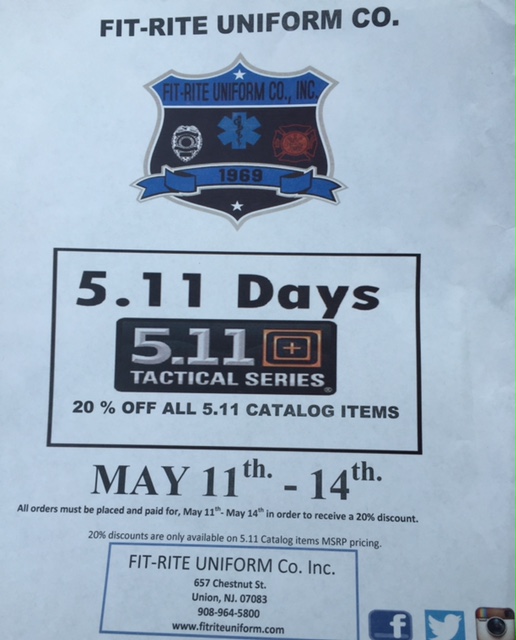 FIT-RITE UNIFORM CO.
FIT-RITE UNIFORM CO., INC.
1969
5.11 Days
5.11
TACTICAL SERIES®
20 % OFF ALL 5.11 CATALOG ITEMS
MAY 11th. - 14th.
All orders must be placed and paid for, May 11th- May 14th in order to receive a 20% discount.
20% discounts are only available on 5.11 Catalog items MSRP pricing.
FIT-RITE UNIFORM Co. Inc.
657 Chestnut St.
Union, NJ. 07083
908-964-5800
www.fitriteuniform.com